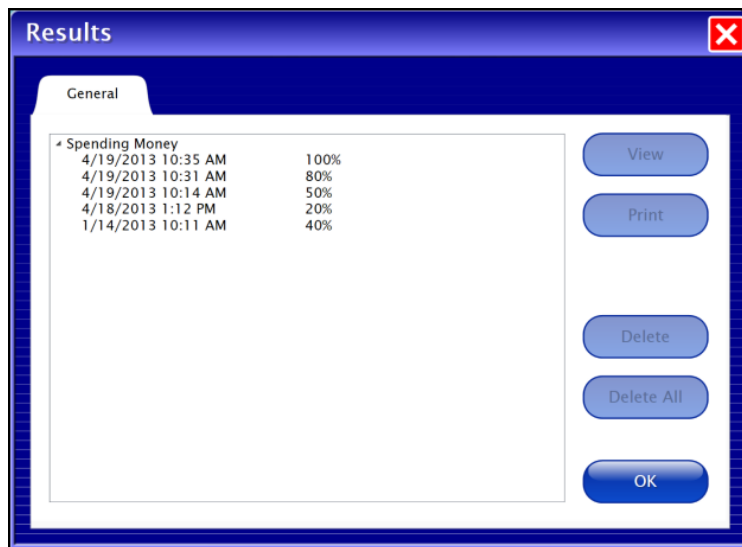 Results
General
Spending Money
4/19/2013 10:35 AM 100%
4/19/2013 10:31 AM 80%
4/19/2013 10:14 AM 50%
4/18/2013 1:12 PM 20%
1/14/2013 10:11 AM 40%
View
Print
Delete
Delete All
OK